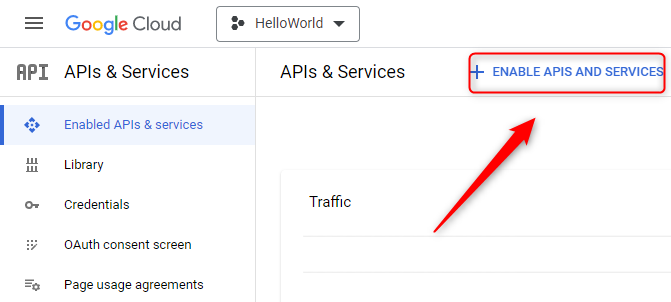 Google Cloud
HelloWorld
API
APIs & Services
APIs & Services
+ ENABLE APIS AND SERVICES
Enabled APIs & services
Library
Credentials
OAuth consent screen
Page usage agreements
Traffic